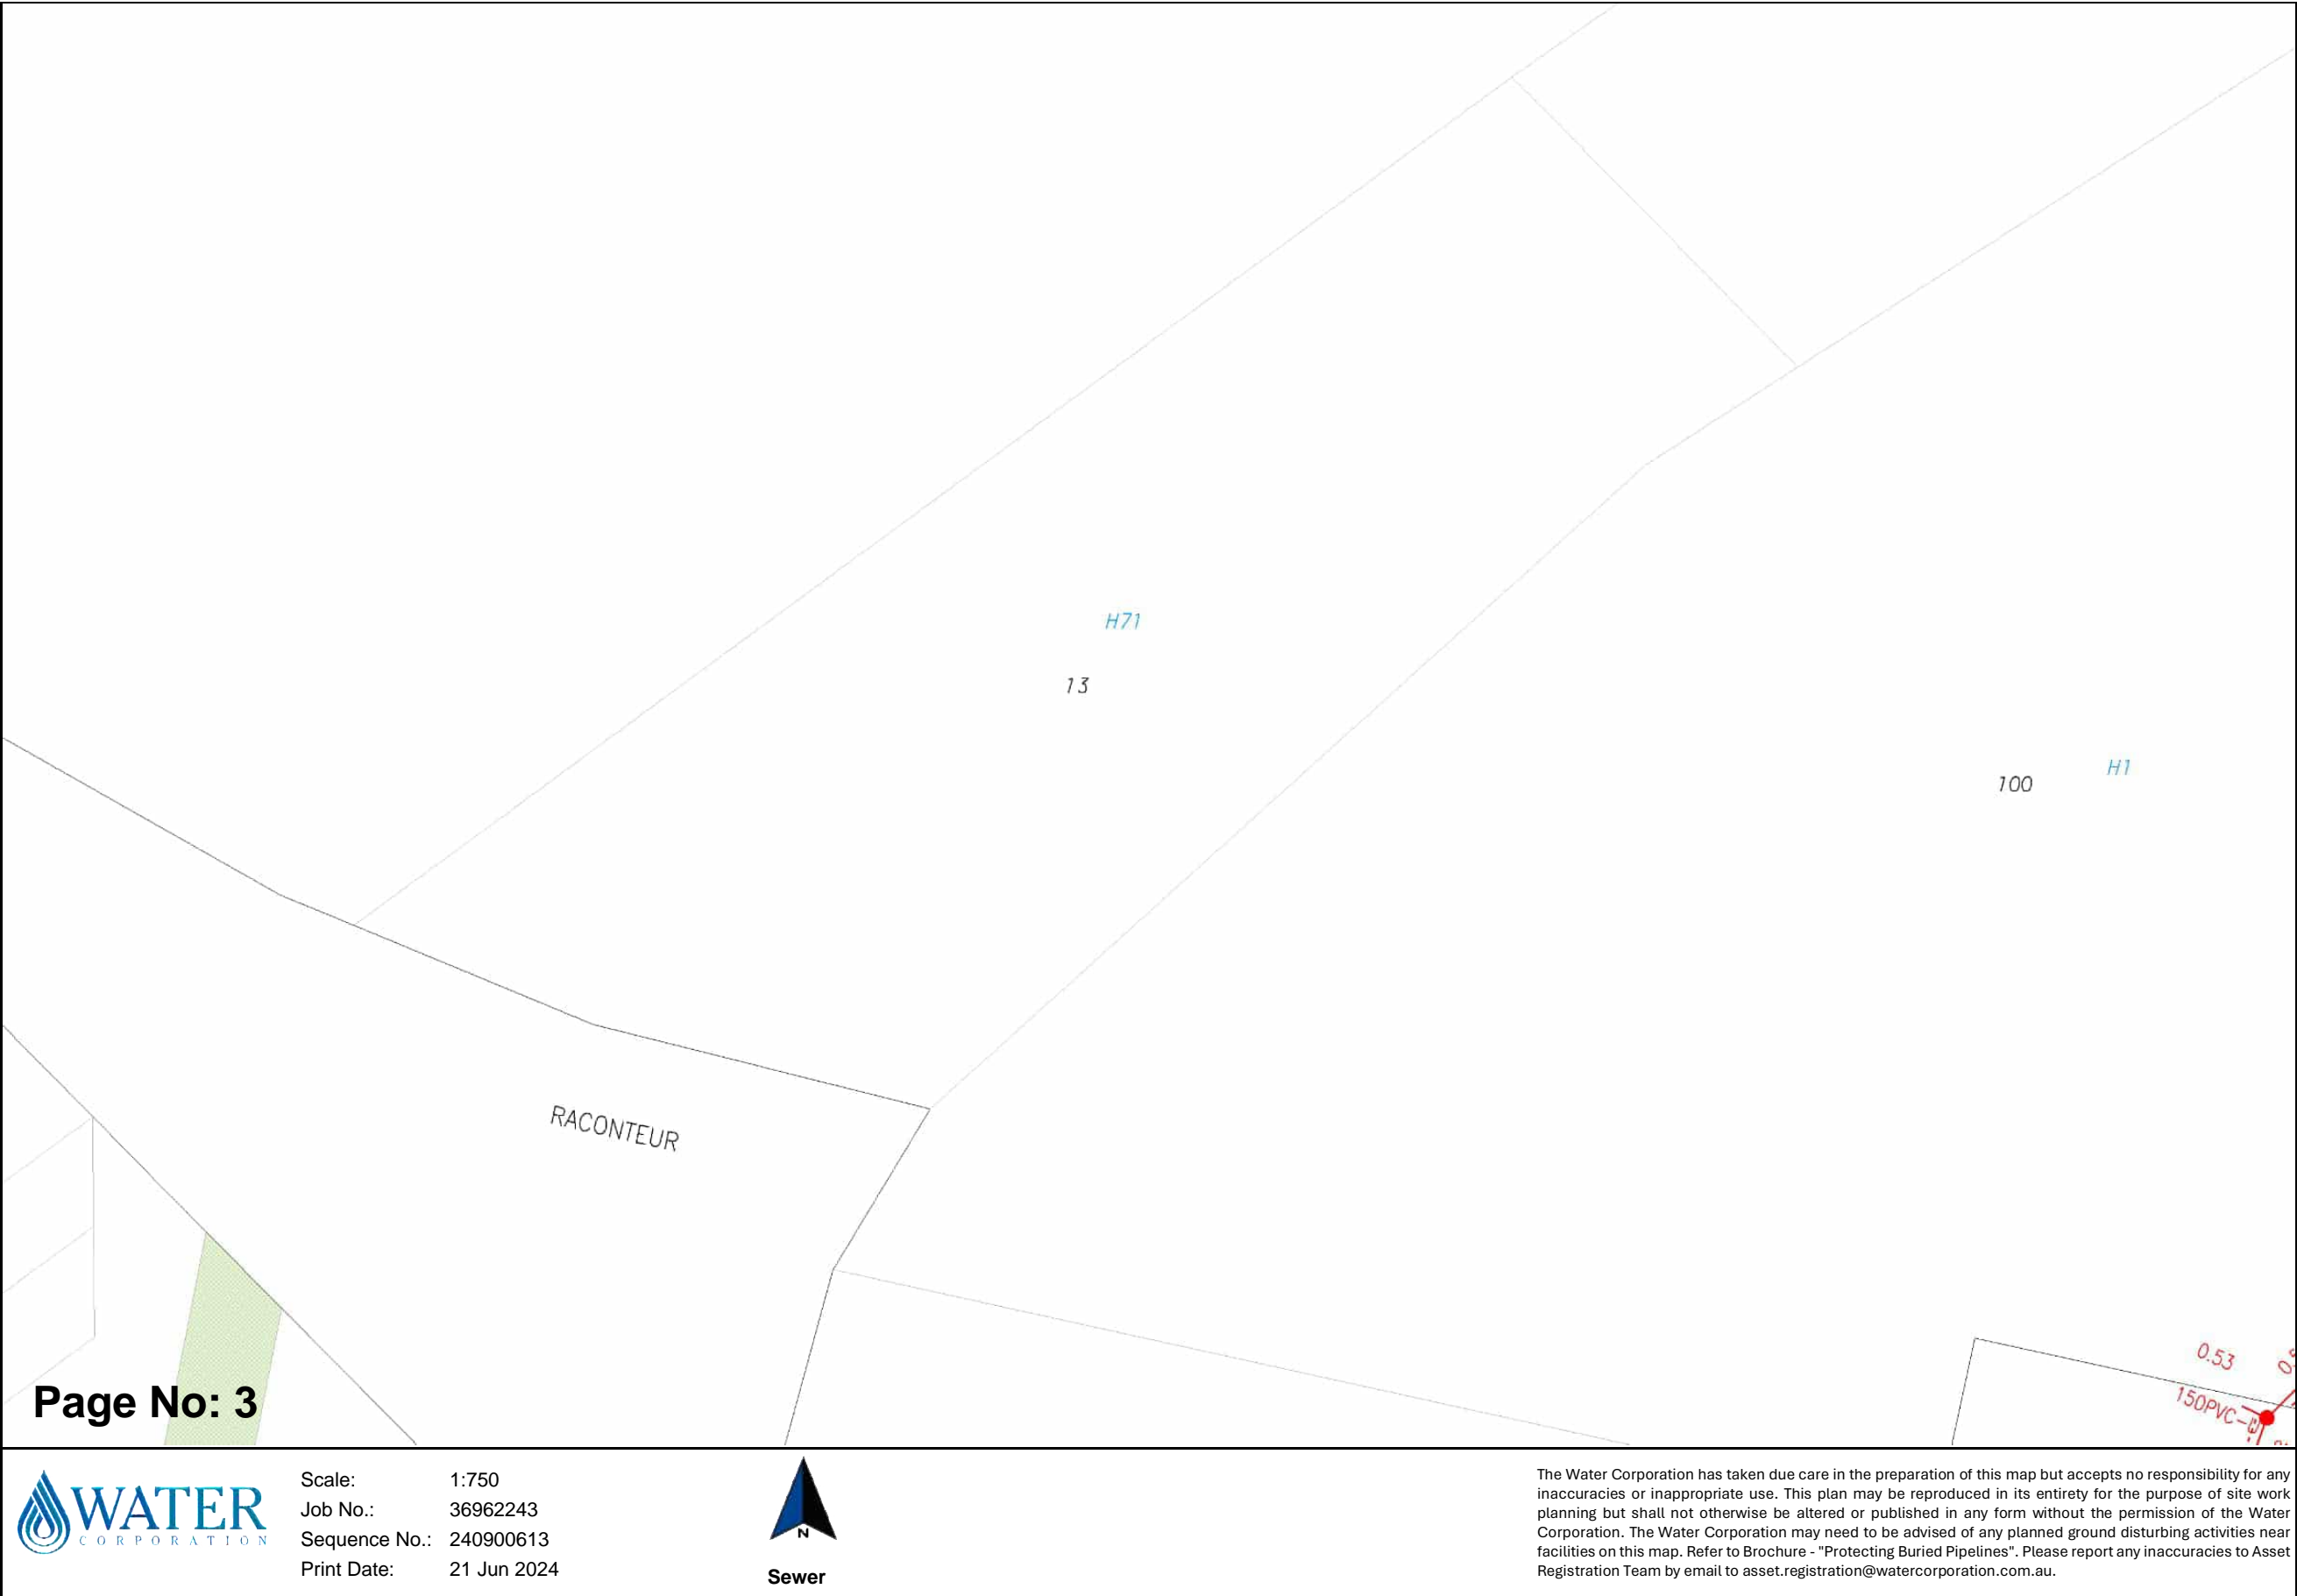 H71
13
H1
100
RACONTEUR
0.53
150PVC-
Page No: 3
WATER
CORPORATION
Scale: 1:750
Job No.: 36962243
Sequence No.: 240900613
Print Date: 21 Jun 2024
N
Sewer
The Water Corporation has taken due care in the preparation of this map but accepts no responsibility for any
inaccuracies or inappropriate use. This plan may be reproduced in its entirety for the purpose of site work
planning but shall not otherwise be altered or published in any form without the permission of the Water
Corporation. The Water Corporation may need to be advised of any planned ground disturbing activities near
facilities on this map. Refer to Brochure - "Protecting Buried Pipelines". Please report any inaccuracies to Asset
Registration Team by email to asset.registration@watercorporation.com.au.